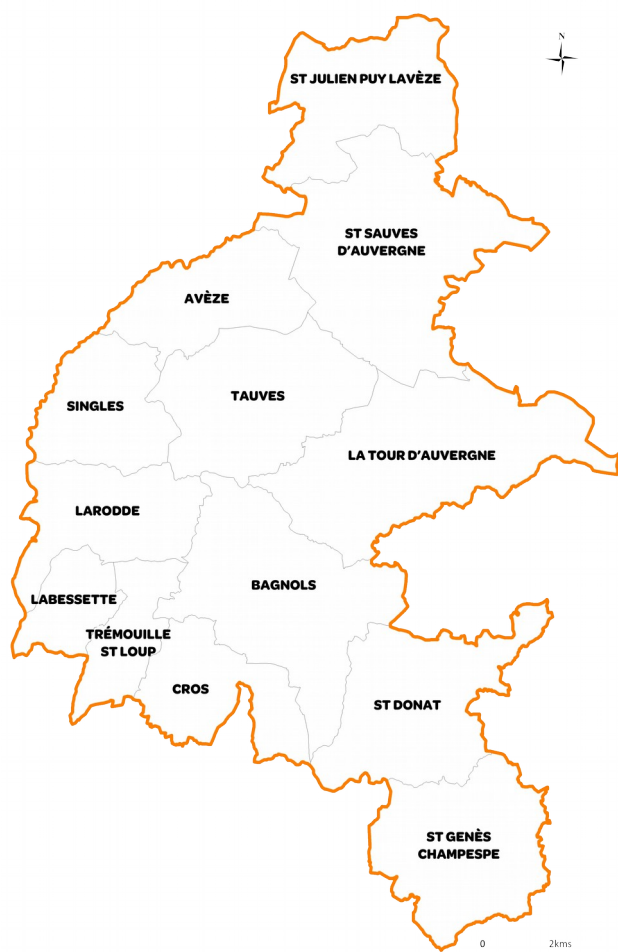 N
ST JULIEN PUY LAVÈZE
ST SAUVES
D'AUVERGNE
AVÈZE
TAUVES
SINGLES
LA TOUR D'AUVERGNE
LARODDE
BAGNOLS
LABESSETTE
TRÉMOUILLE
ST LOUP
CROS
ST DONAT
ST GENÈS
CHAMPESPE
0 2kms